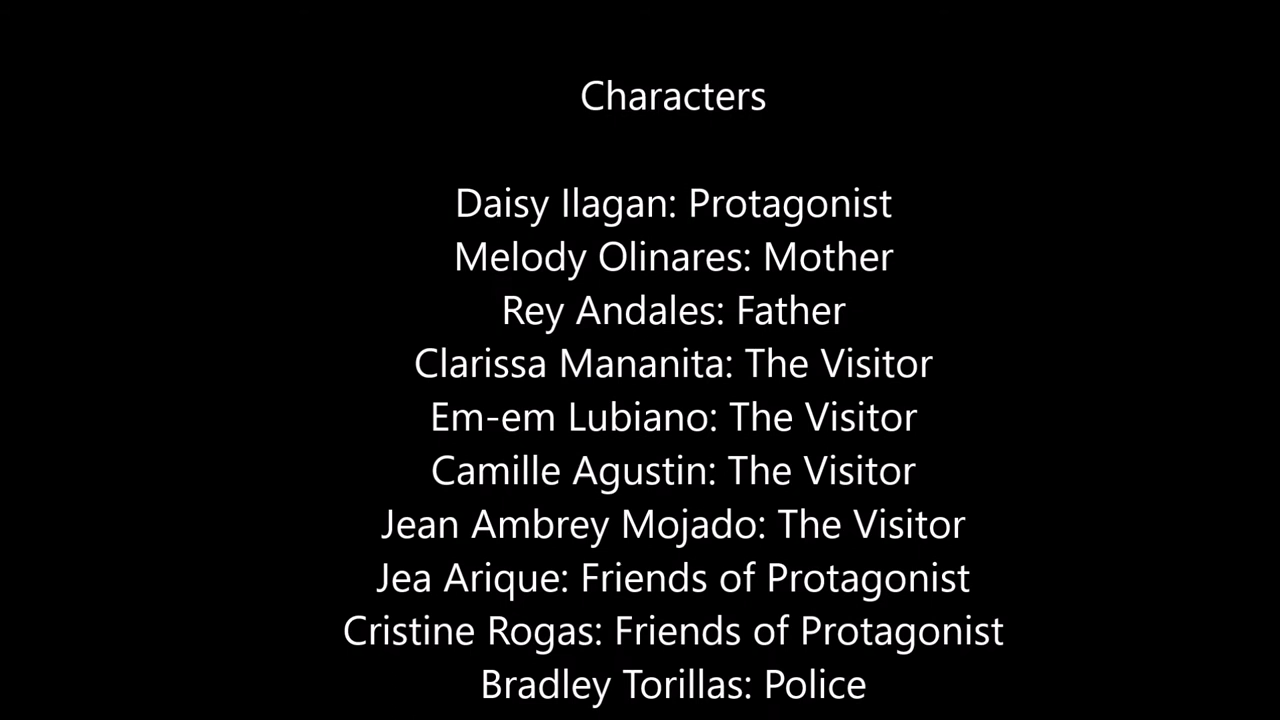 Characters
Daisy Ilagan: Protagonist
Melody Olinares: Mother
Rey Andales: Father
Clarissa Mananita: The Visitor
Em-em Lubiano: The Visitor
Camille Agustin: The Visitor
Jean Ambrey Mojado: The Visitor
Jea Arique: Friends of Protagonist
Cristine Rogas: Friends of Protagonist
Bradley Torillas: Police